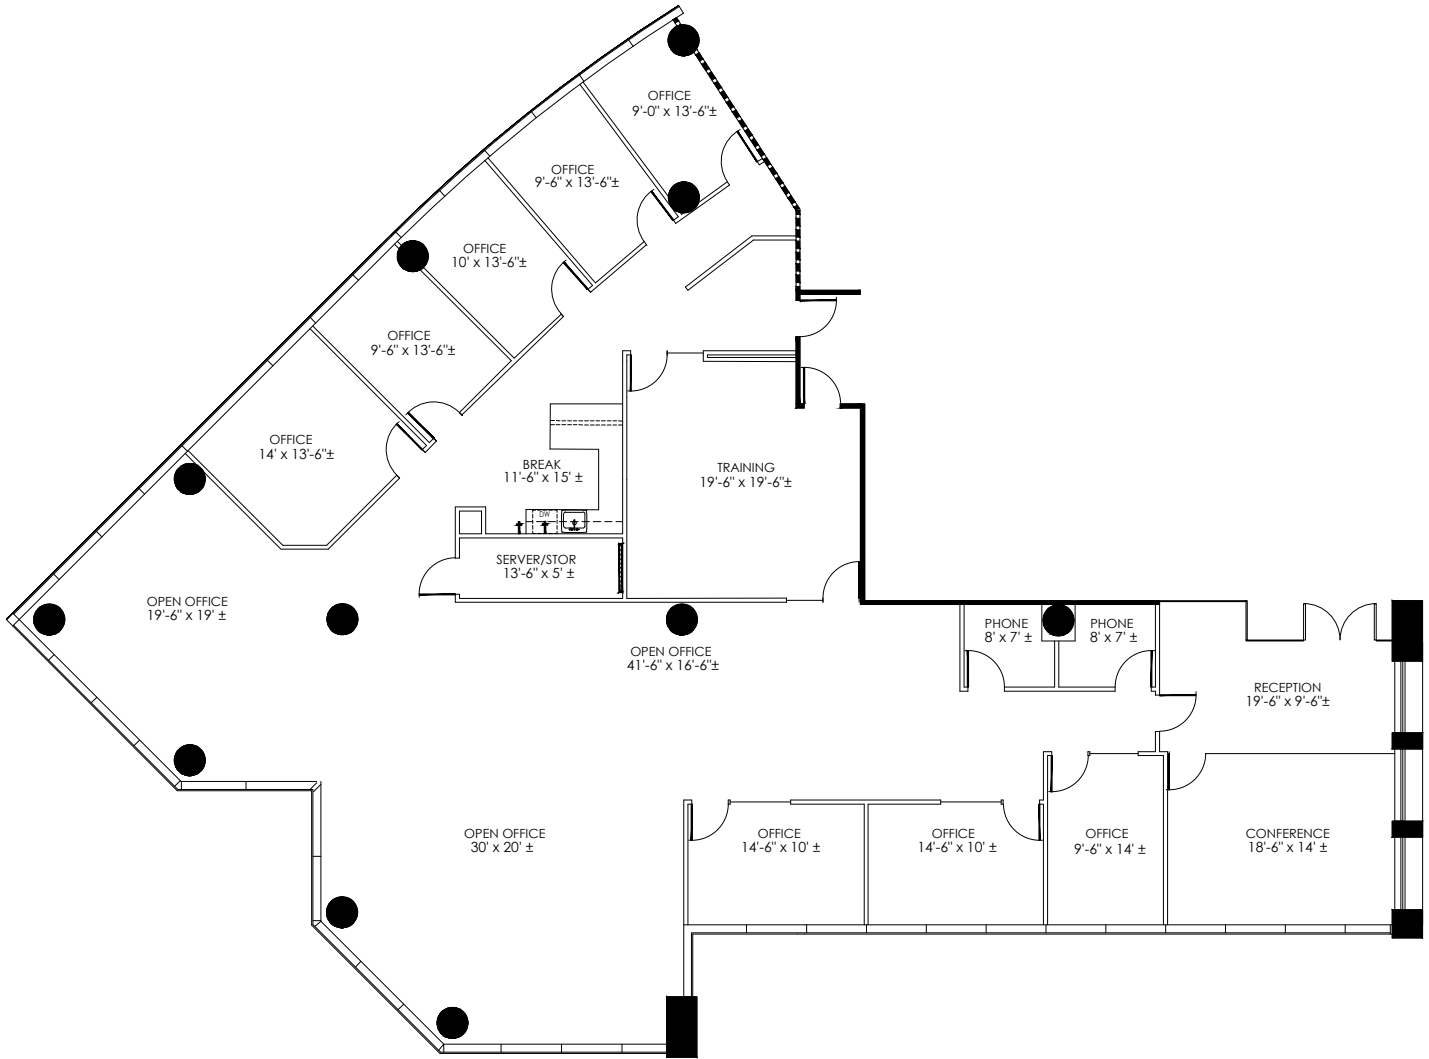 OFFICE
9'-0" x 13'-6"±
OFFICE
9'-6" x 13'-6"±
OFFICE
10' x 13'-6"±
OFFICE
9'-6" x 13'-6"±
OFFICE
14' x 13'-6"±
BREAK
11'-6" x 15' ±
DW
TRAINING
19'-6" x 19'-6"±
SERVER/STOR
13'-6" x 5' ±
OPEN OFFICE
19'-6" x 19' ±
OPEN OFFICE
41'-6" x 16'-6"±
PHONE
8' x 7' ±
PHONE
8' x 7' ±
RECEPTION
19'-6" x 9'-6"±
OPEN OFFICE
30' x 20' ±
OFFICE
14'-6" x 10' ±
OFFICE
14'-6" x 10' ±
OFFICE
9'-6" x 14' ±
CONFERENCE
18'-6" x 14' ±